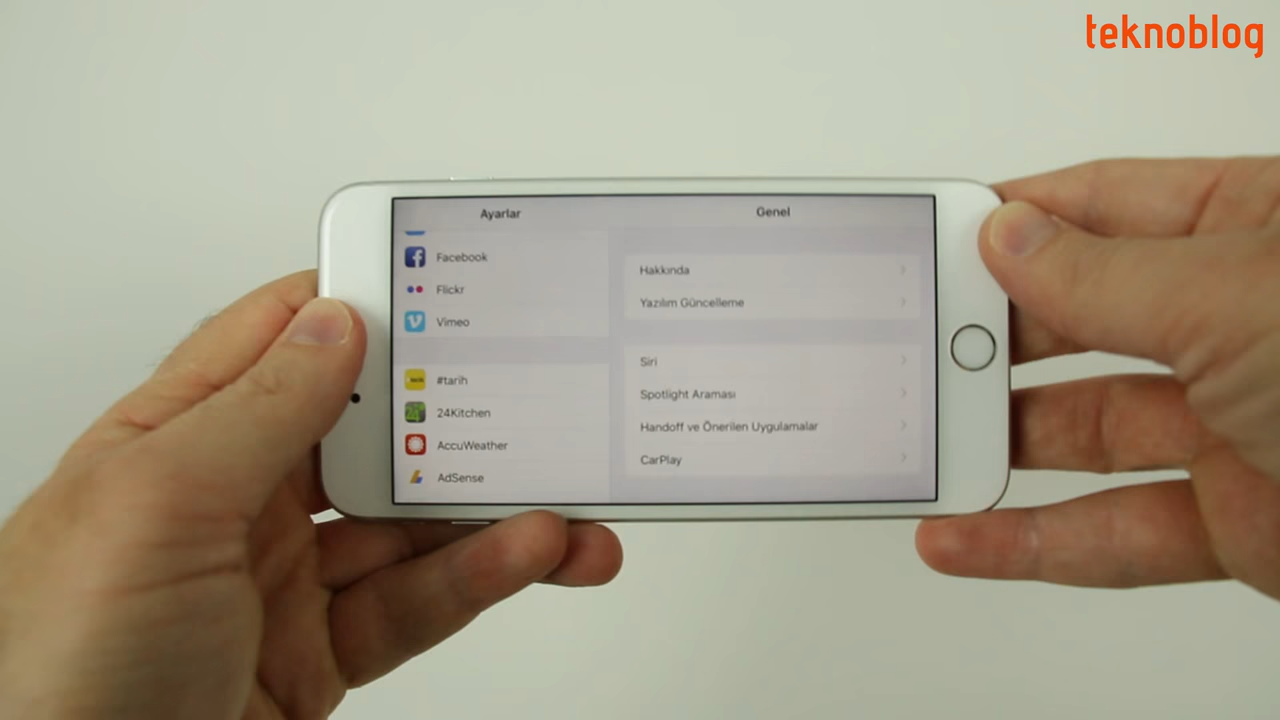 teknoblog
Ayarlar
Facebook
Flickr
Vimeo
#tarih
24Kitchen
AccuWeather
AdSense
Genel
Hakkında
Yazılım Güncelleme
Siri
Spotlight Araması
Handoff ve Önerilen Uygulamalar
CarPlay